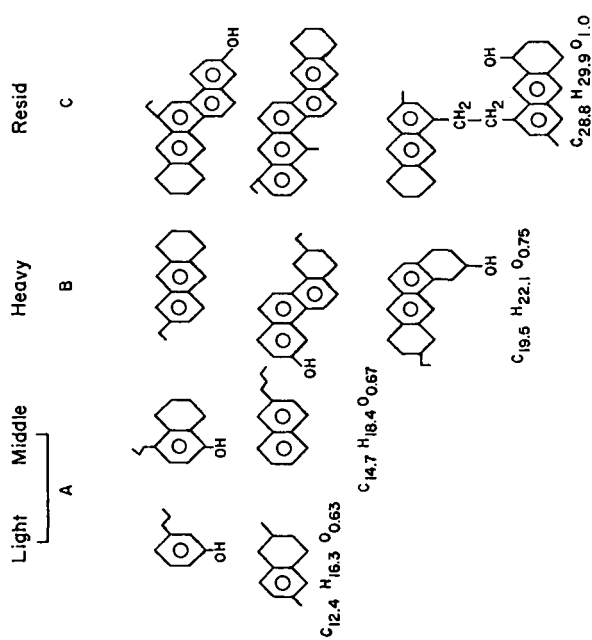 Light Middle Heavy Resid
A B C
OH
OH
OH
OH
OH
CH2
CH2
OH
C12.4 H16.3 O0.63
C14.7 H18.4 O0.67
C19.5 H22.1 O0.75
C28.8 H29.9 O1.0